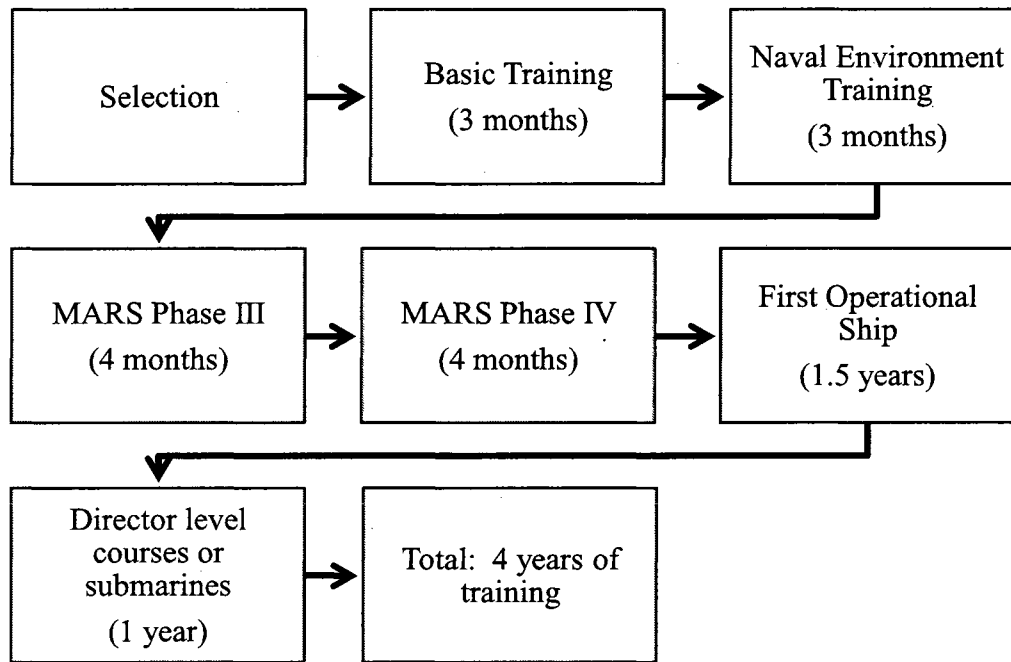 Selection
Basic Training
(3 months)
Naval Environment
Training
(3 months)
MARS Phase III
(4 months)
MARS Phase IV
(4 months)
First Operational
Ship
(1.5 years)
Director level
courses or
submarines
(1 year)
Total: 4 years of
training